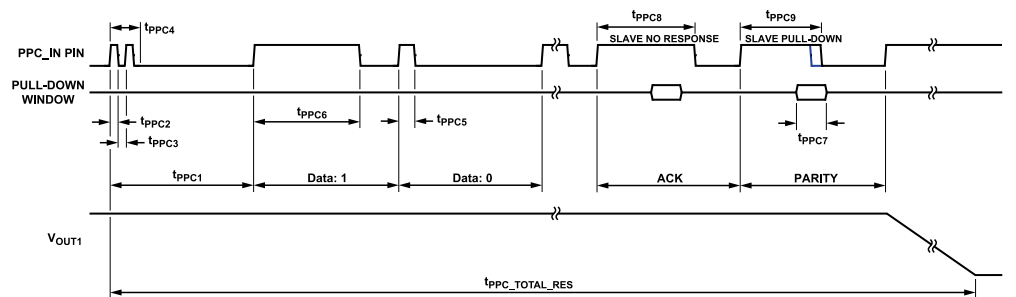 tPPC4
tPPC8
tPPC9
PPC_IN PIN
SLAVE NO RESPONSE
SLAVE PULL-DOWN
PULL-DOWN
WINDOW
tPPC2
tPPC6
tPPC5
tPPC3
tPPC7
tPPC1
Data: 1
Data: 0
ACK
PARITY
VOUT1
tPPC_TOTAL_RES